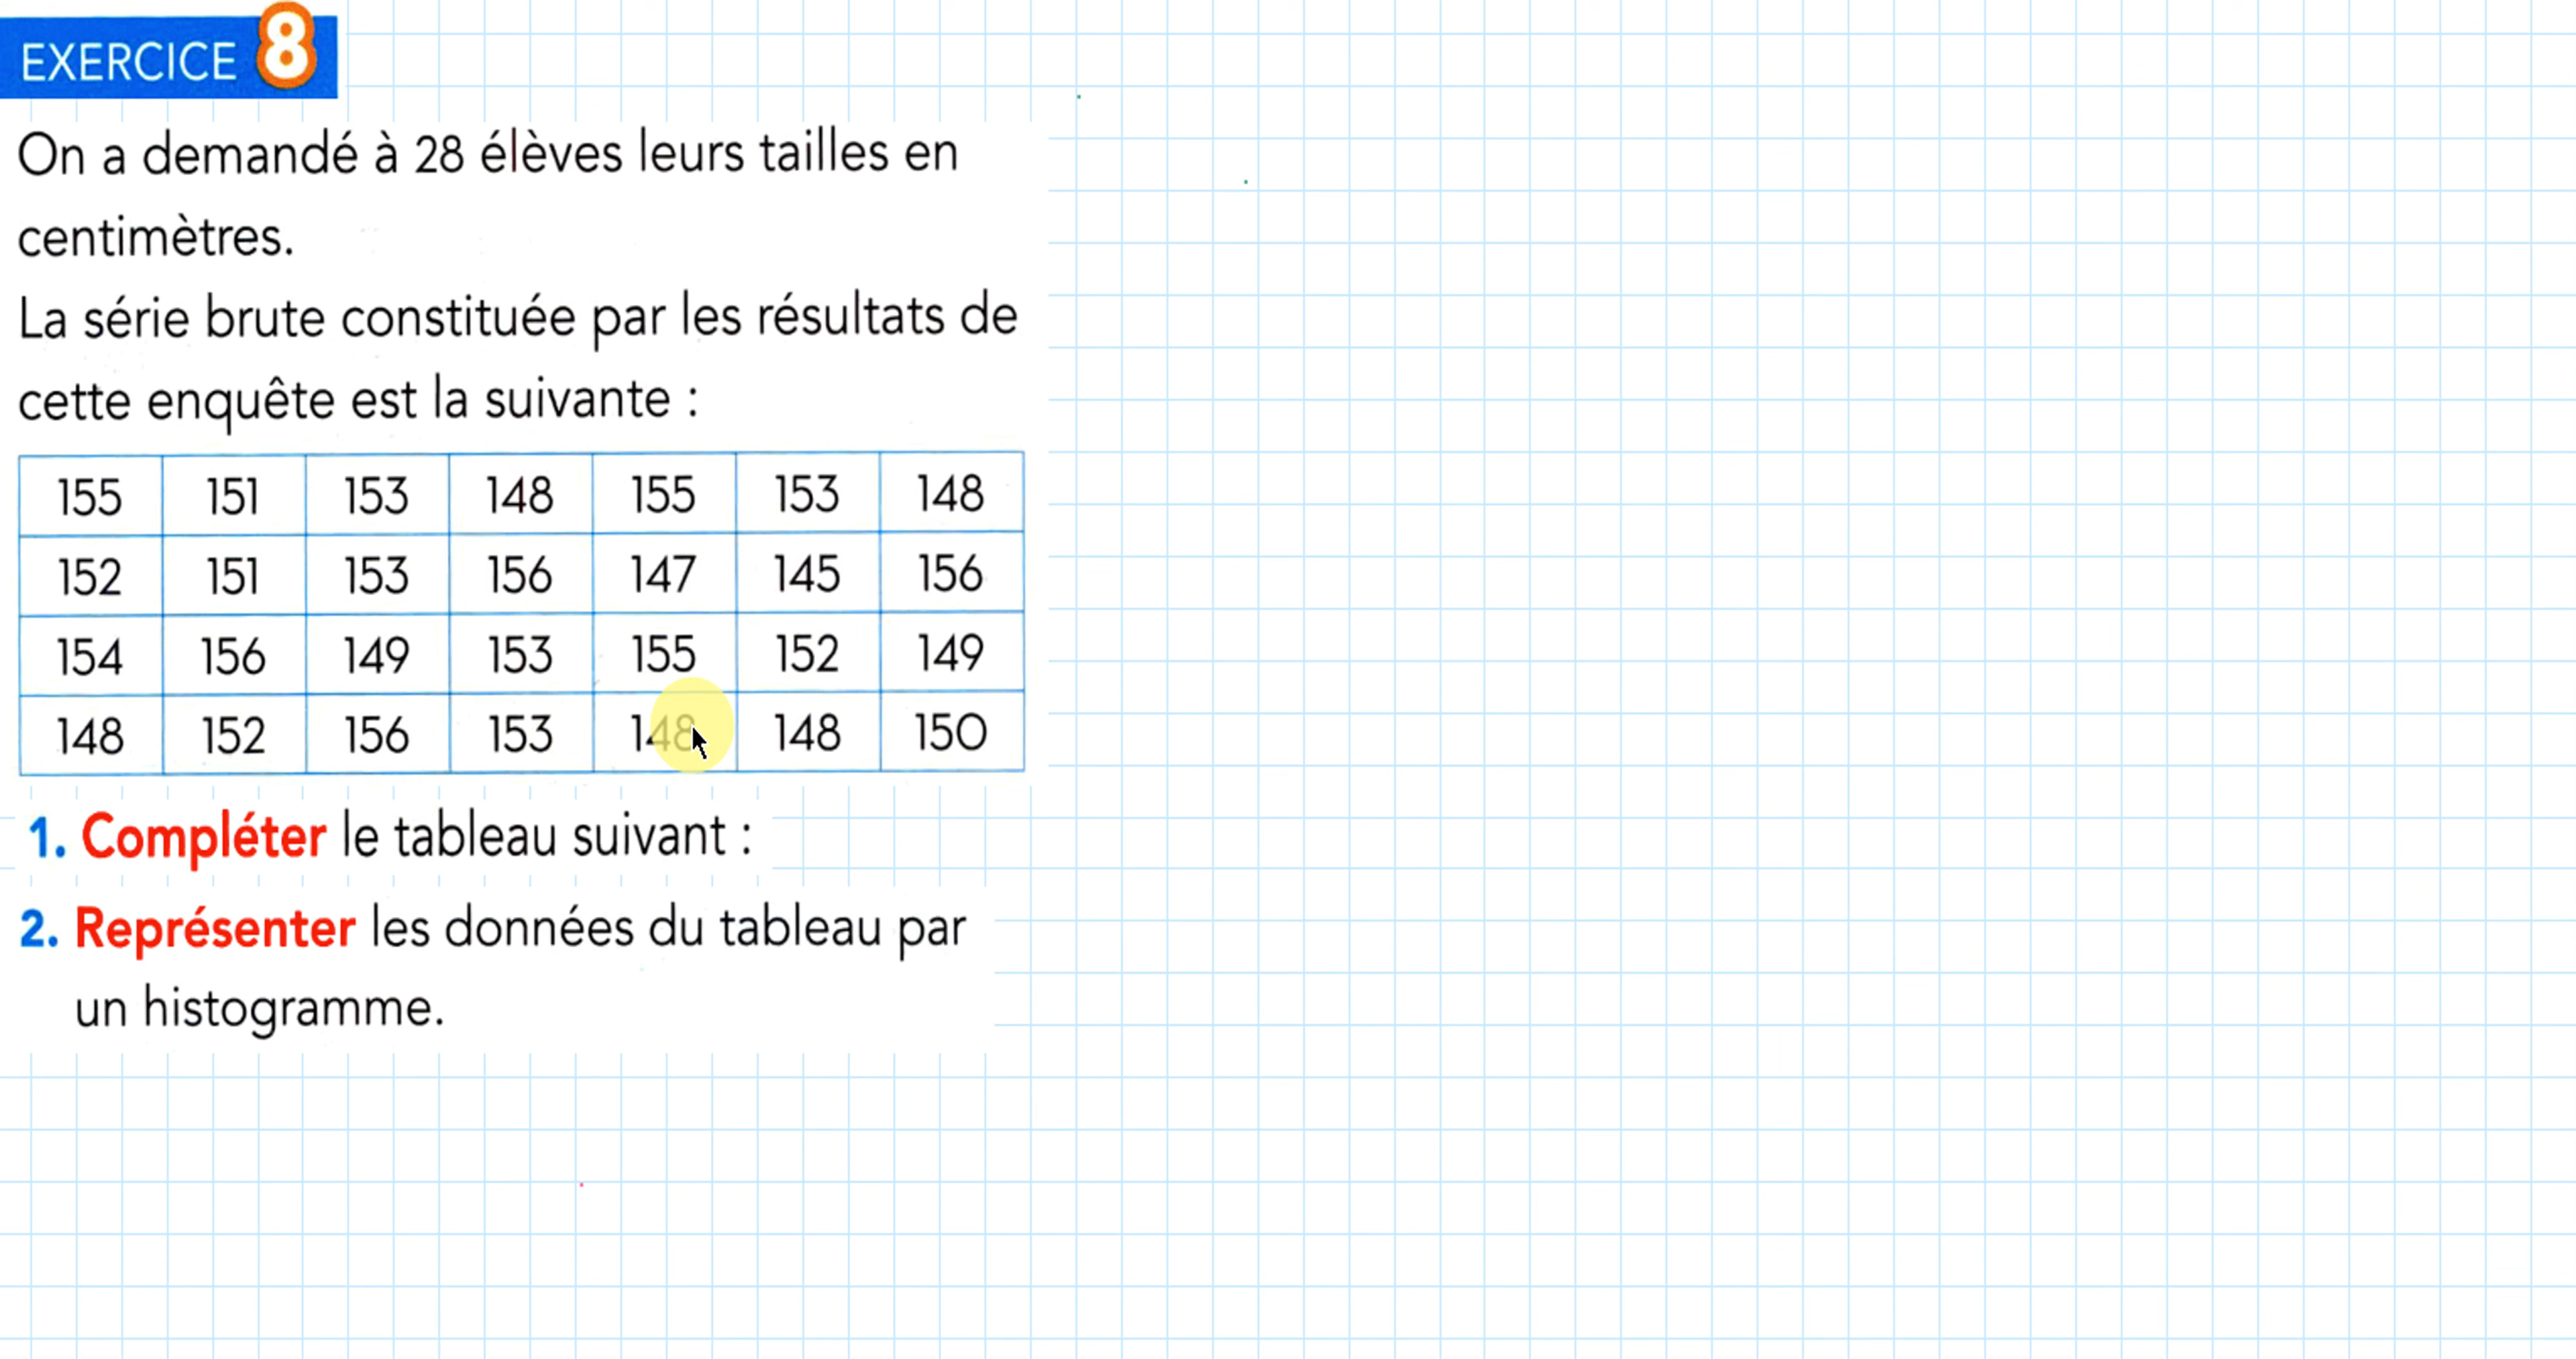 EXERCICE 8
On a demandé à 28 élèves leurs tailles en
centimètres.
La série brute constituée par les résultats de
cette enquête est la suivante :
155 151 153 148 155 153 148
152 151 153 156 147 145 156
154 156 149 153 155 152 149
148 152 156 153 148 148 150
1. Compléter le tableau suivant :
2. Représenter les données du tableau par
un histogramme.